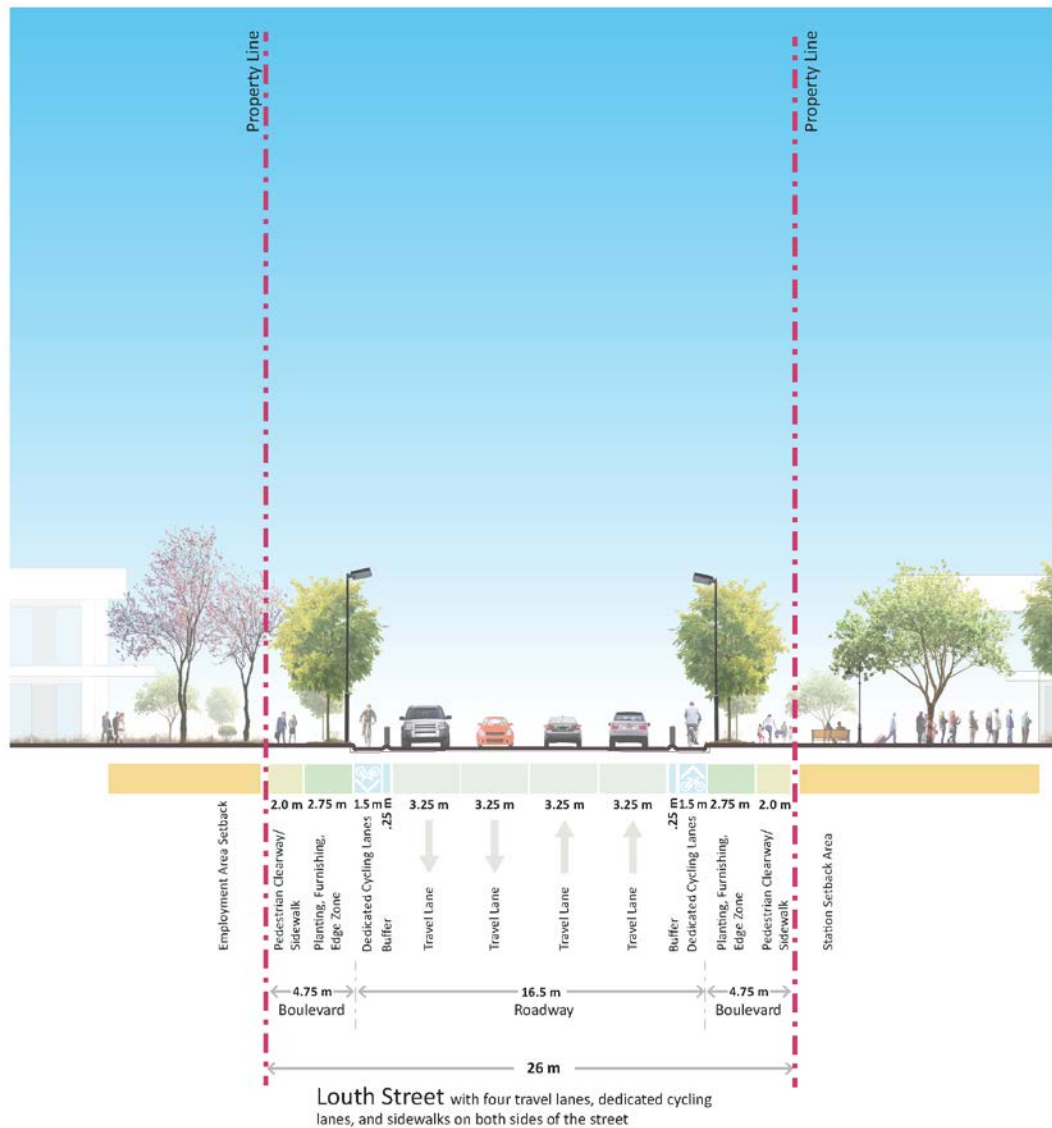 Property Line
Property Line
2.0 m
2.75 m
1.5 m
.25 m
3.25 m
3.25 m
3.25 m
3.25 m
.25 m
1.5 m
2.75 m
2.0 m
Employment Area Setback
Pedestrian Clearway/
Sidewalk
Planting, Furnishing,
Edge Zone
Dedicated Cycling Lanes
Buffer
Travel Lane
Travel Lane
Travel Lane
Travel Lane
Buffer
Dedicated Cycling Lanes
Planting, Furnishing,
Edge Zone
Pedestrian Clearway/
Sidewalk
Station Setback Area
4.75 m
Boulevard
16.5 m
Roadway
4.75 m
Boulevard
26 m
Louth Street with four travel lanes, dedicated cycling
lanes, and sidewalks on both sides of the street